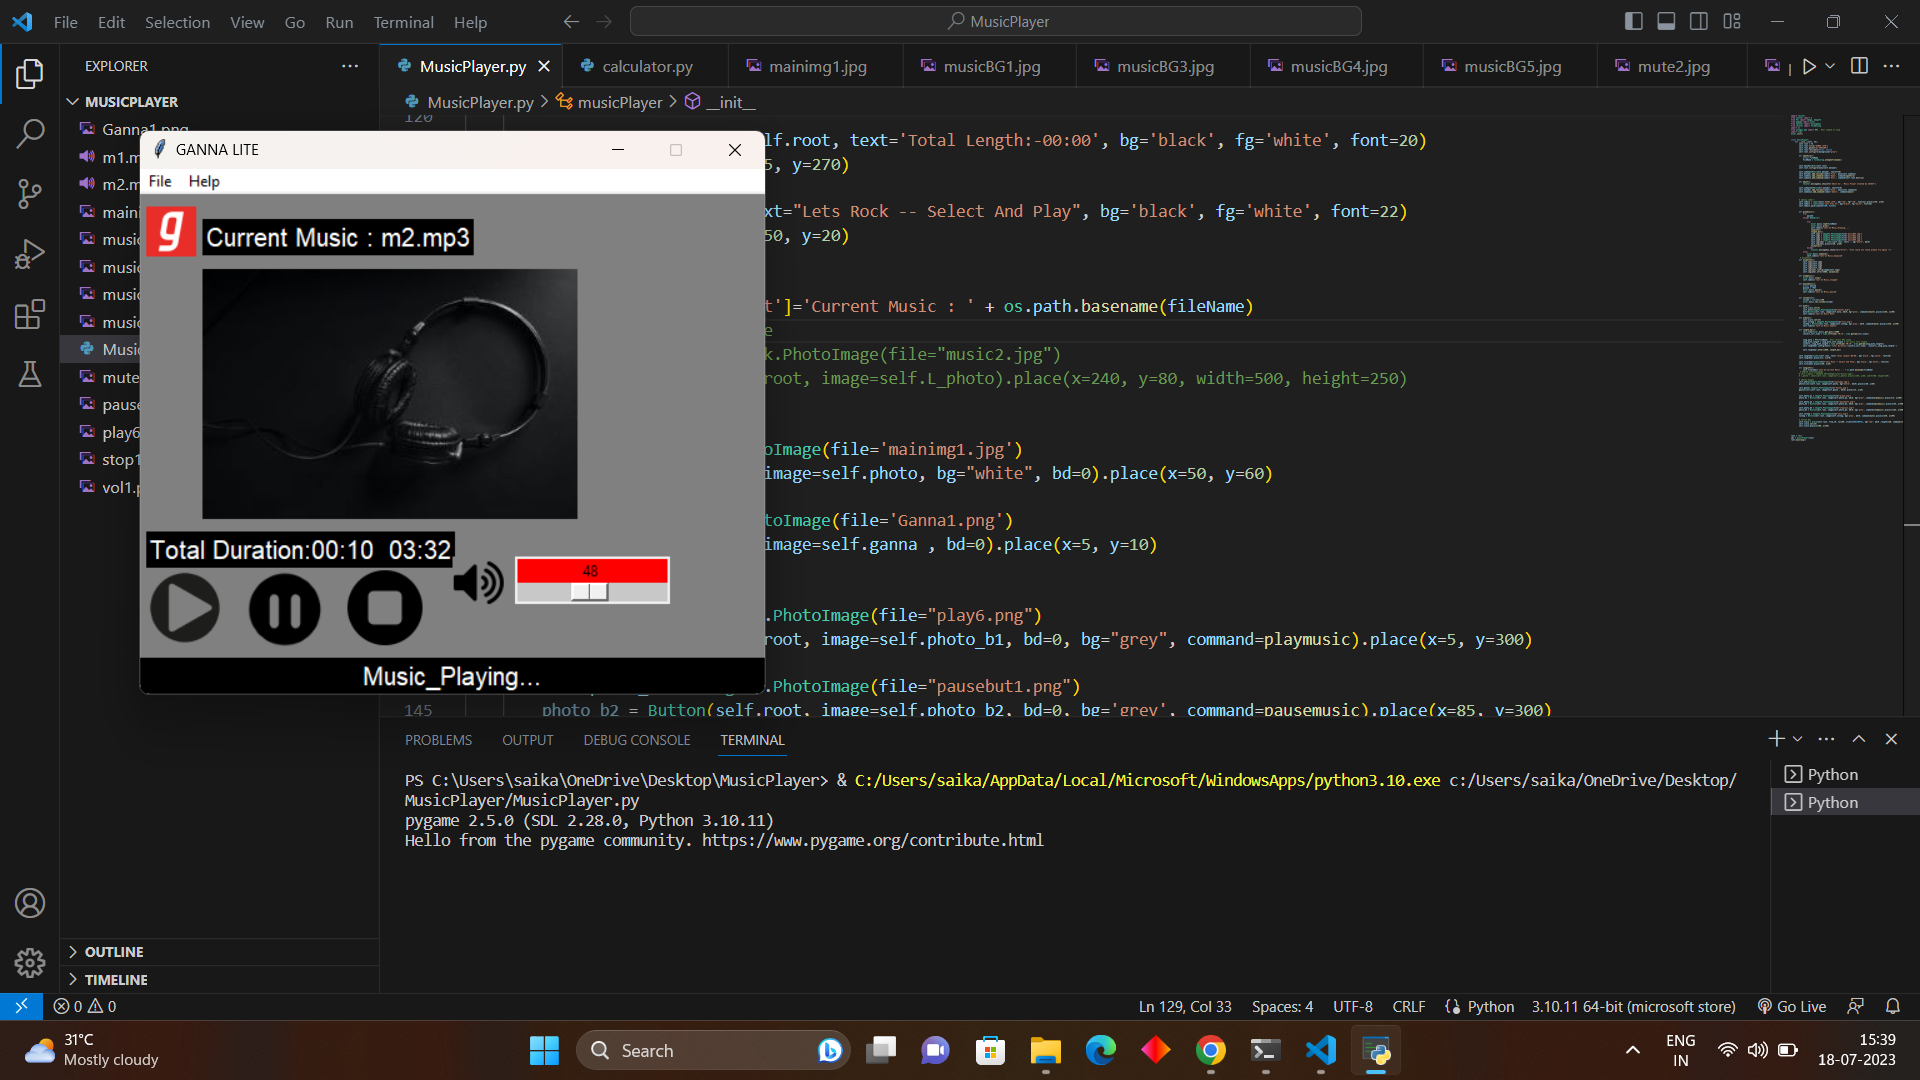 File Edit Selection View Go Run Terminal Help
MusicPlayer
EXPLORER
MusicPlayer.py
calculator.py
mainimg1.jpg
musicBG1.jpg
musicBG3.jpg
musicBG4.jpg
musicBG5.jpg
mute2.jpg
MUSICPLAYER
MusicPlayer.py > musicPlayer > __init__
Ganna1.png
m1.m
m2.m
main
music
music
music
music
Music
mute
pause
play6
stop1
vol1.p
GANNA LITE
File Help
g
Current Music : m2.mp3
Total Duration:00:10 03:32
48
Music_Playing...
120
lf.root, text='Total Length:-00:00', bg='black', fg='white', font=20)
5, y=270)
xt="Lets Rock -- Select And Play", bg='black', fg='white', font=22)
50, y=20)
t']='Current Music : ' + os.path.basename(fileName)
e
k.PhotoImage(file="music2.jpg")
root, image=self.L_photo).place(x=240, y=80, width=500, height=250)
oImage(file='mainimg1.jpg')
image=self.photo, bg="white", bd=0).place(x=50, y=60)
toImage(file='Ganna1.png')
image=self.ganna , bd=0).place(x=5, y=10)
.PhotoImage(file="play6.png")
root, image=self.photo_b1, bd=0, bg="grey", command=playmusic).place(x=5, y=300)
.PhotoImage(file="pausebut1.png")
145 photo_b2 = Button(self.root, image=self.photo_b2, bd=0, bg='grey', command=pausemusic).place(x=85, y=300)
PROBLEMS OUTPUT DEBUG CONSOLE TERMINAL
PS C:\Users\saika\OneDrive\Desktop\MusicPlayer> & C:/Users/saika/AppData/Local/Microsoft/WindowsApps/python3.10.exe c:/Users/saika/OneDrive/Desktop/
MusicPlayer/MusicPlayer.py
pygame 2.5.0 (SDL 2.28.0, Python 3.10.11)
Hello from the pygame community. https://www.pygame.org/contribute.html
Python
Python
OUTLINE
TIMELINE
0 0
Ln 129, Col 33 Spaces: 4 UTF-8 CRLF Python 3.10.11 64-bit (microsoft store) Go Live
31°C
Mostly cloudy
Search
ENG
IN
15:39
18-07-2023